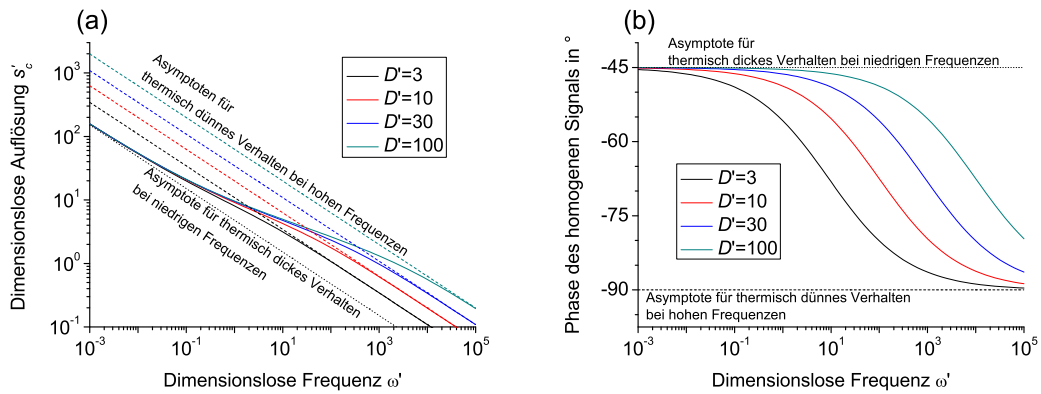 (a)
Dimensionslose Auflösung s'c
10³
10²
10¹
10⁰
10⁻¹
Asymptoten für
thermisch dünnes Verhalten bei hohen Frequenzen
D'=3
D'=10
D'=30
D'=100
Asymptote für thermisch dickes Verhalten
bei niedrigen Frequenzen
10⁻³ 10⁻¹ 10¹ 10³ 10⁵
Dimensionslose Frequenz ω'
(b)
Phase des homogenen Signals in °
-45
-60
-75
-90
Asymptote für
thermisch dickes Verhalten bei niedrigen Frequenzen
D'=3
D'=10
D'=30
D'=100
Asymptote für thermisch dünnes Verhalten
bei hohen Frequenzen
10⁻³ 10⁻¹ 10¹ 10³ 10⁵
Dimensionslose Frequenz ω'